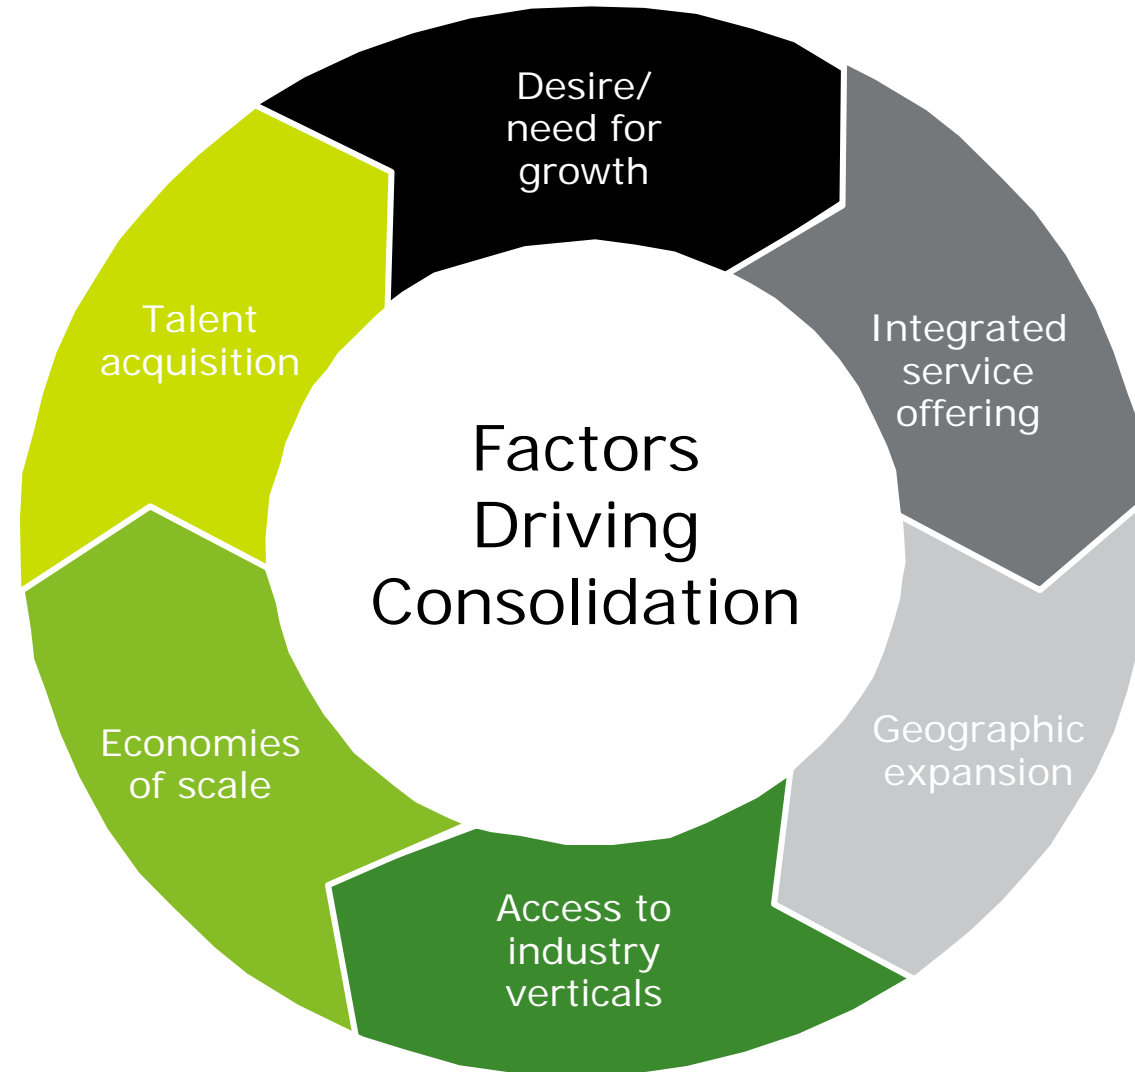 Desire/
need for
growth
Integrated
service
offering
Geographic
expansion
Access to
industry
verticals
Economies
of scale
Talent
acquisition
Factors
Driving
Consolidation